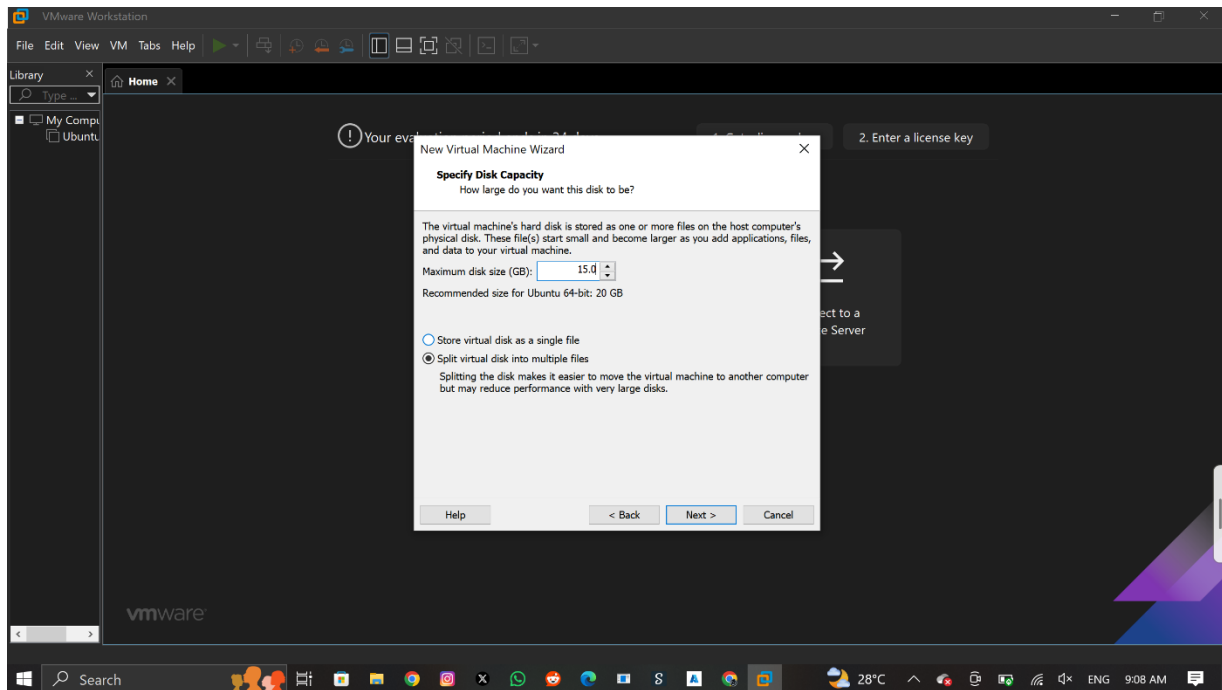 VMware Workstation
File Edit View VM Tabs Help
Library
Home
Type ...
My Compu
Ubuntu
Your eva
2. Enter a license key
New Virtual Machine Wizard
Specify Disk Capacity
How large do you want this disk to be?
The virtual machine's hard disk is stored as one or more files on the host computer's
physical disk. These file(s) start small and become larger as you add applications, files,
and data to your virtual machine.
Maximum disk size (GB): 15.0
Recommended size for Ubuntu 64-bit: 20 GB
ect to a
e Server
Store virtual disk as a single file
Split virtual disk into multiple files
Splitting the disk makes it easier to move the virtual machine to another computer
but may reduce performance with very large disks.
Help < Back Next > Cancel
vmware
Search
28°C ENG 9:08 AM